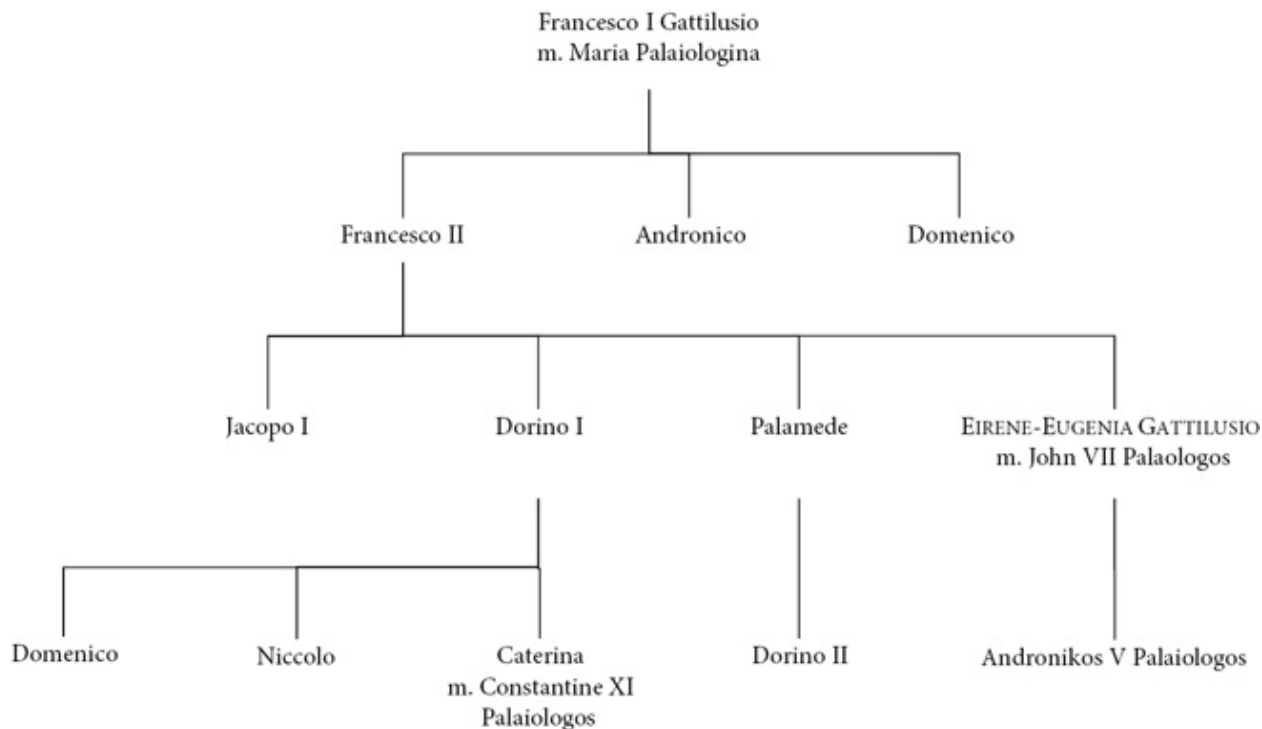 Francesco I Gattilusio
m. Maria Palaiologina
Francesco II
Andronico
Domenico
Jacopo I
Dorino I
Palamede
EIRENE-EUGENIA GATTILUSIO
m. John VII Palaologos
Domenico
Niccolo
Caterina
m. Constantine XI
Palaiologos
Dorino II
Andronikos V Palaiologos